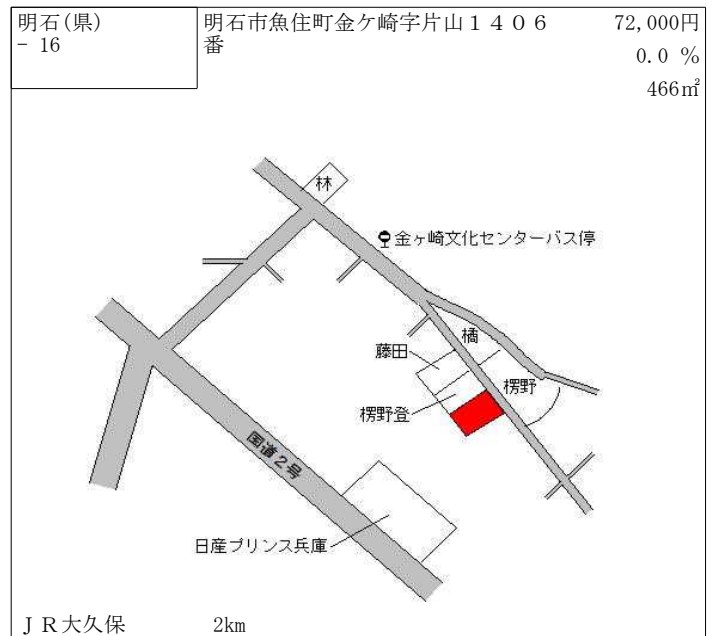 明石(県)
- 16
明石市魚住町金ケ崎字片山１４０６
番
72,000円
0.0 %
466㎡
林
金ヶ崎文化センターバス停
橘
藤田
楞野
楞野登
国道２号
日産プリンス兵庫
ＪＲ大久保 2km